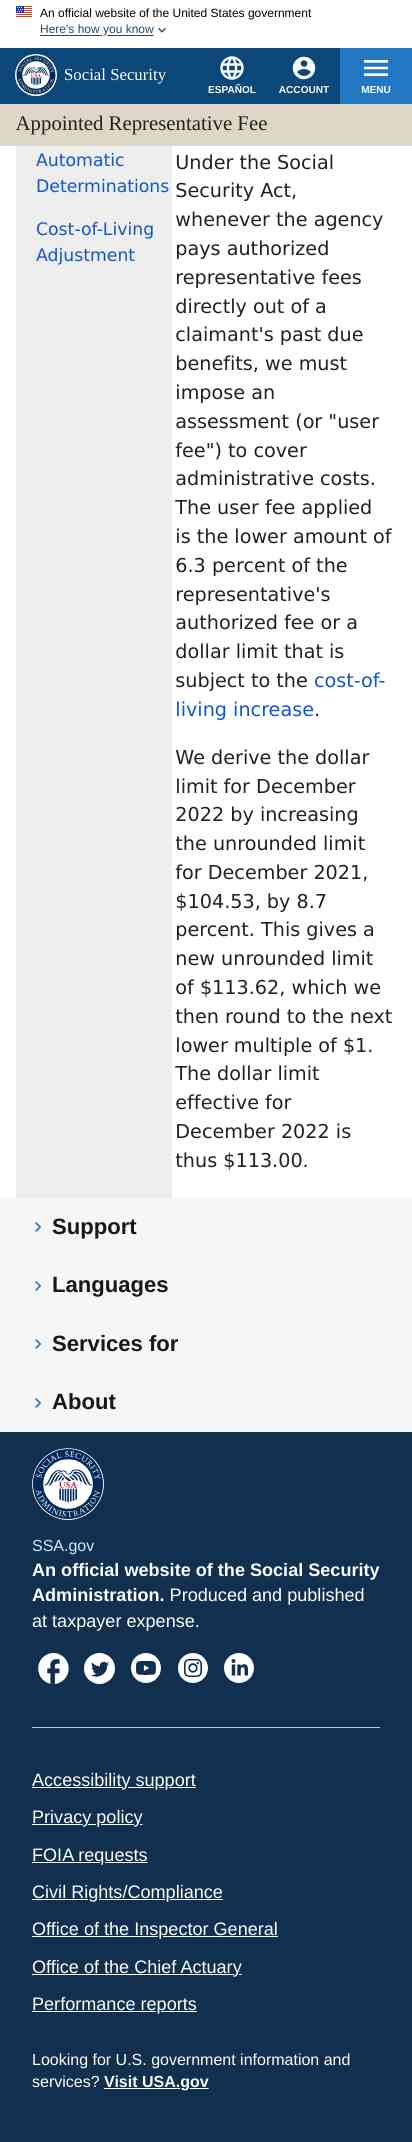 An official website of the United States government
Here's how you know
Social Security
ESPAÑOL
ACCOUNT
MENU
Appointed Representative Fee
Automatic
Determinations
Cost-of-Living
Adjustment
Under the Social
Security Act,
whenever the agency
pays authorized
representative fees
directly out of a
claimant's past due
benefits, we must
impose an
assessment (or "user
fee") to cover
administrative costs.
The user fee applied
is the lower amount of
6.3 percent of the
representative's
authorized fee or a
dollar limit that is
subject to the cost-of-
living increase.
We derive the dollar
limit for December
2022 by increasing
the unrounded limit
for December 2021,
$104.53, by 8.7
percent. This gives a
new unrounded limit
of $113.62, which we
then round to the next
lower multiple of $1.
The dollar limit
effective for
December 2022 is
thus $113.00.
Support
Languages
Services for
About
SOCIAL SECURITY
USA
ADMINISTRATION
SSA.gov
An official website of the Social Security
Administration. Produced and published
at taxpayer expense.
Accessibility support
Privacy policy
FOIA requests
Civil Rights/Compliance
Office of the Inspector General
Office of the Chief Actuary
Performance reports
Looking for U.S. government information and
services? Visit USA.gov